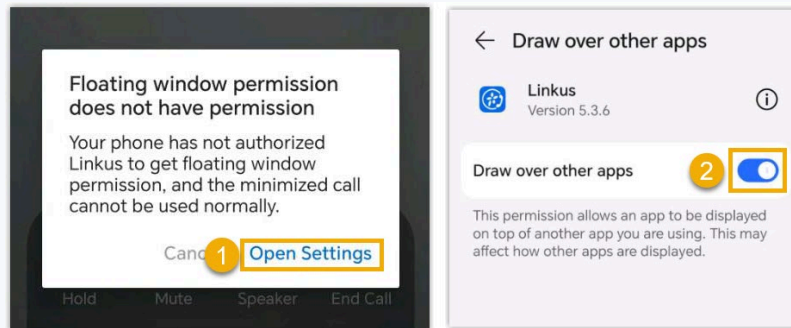 Floating window permission
does not have permission
Your phone has not authorized
Linkus to get floating window
permission, and the minimized call
cannot be used normally.
1
Open Settings
Hold Mute Speaker End Call
Draw over other apps
Linkus
Version 5.3.6
Draw over other apps
2
This permission allows an app to be displayed
on top of another app you are using. This may
affect how other apps are displayed.